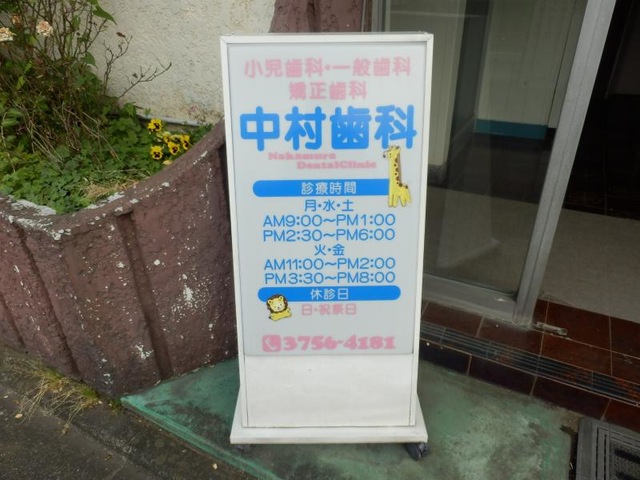 小児歯科・一般歯科
矯正歯科
中村歯科
Nakamura
DentalClinic
診療時間
月・水・土
AM9:00～PM1:00
PM2:30～PM6:00
火・金
AM11:00～PM2:00
PM3:30～PM8:00
休診日
日・祝祭日
3756-4181